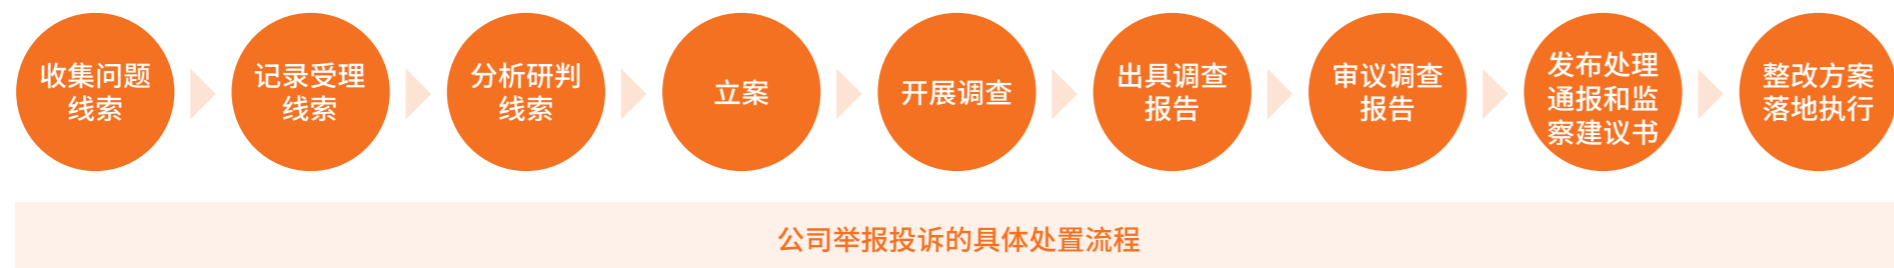 收集问题
线索
记录受理
线索
分析研判
线索
立案
开展调查
出具调查
报告
审议调查
报告
发布处理
通报和监
察建议书
整改方案
落地执行
公司举报投诉的具体处置流程